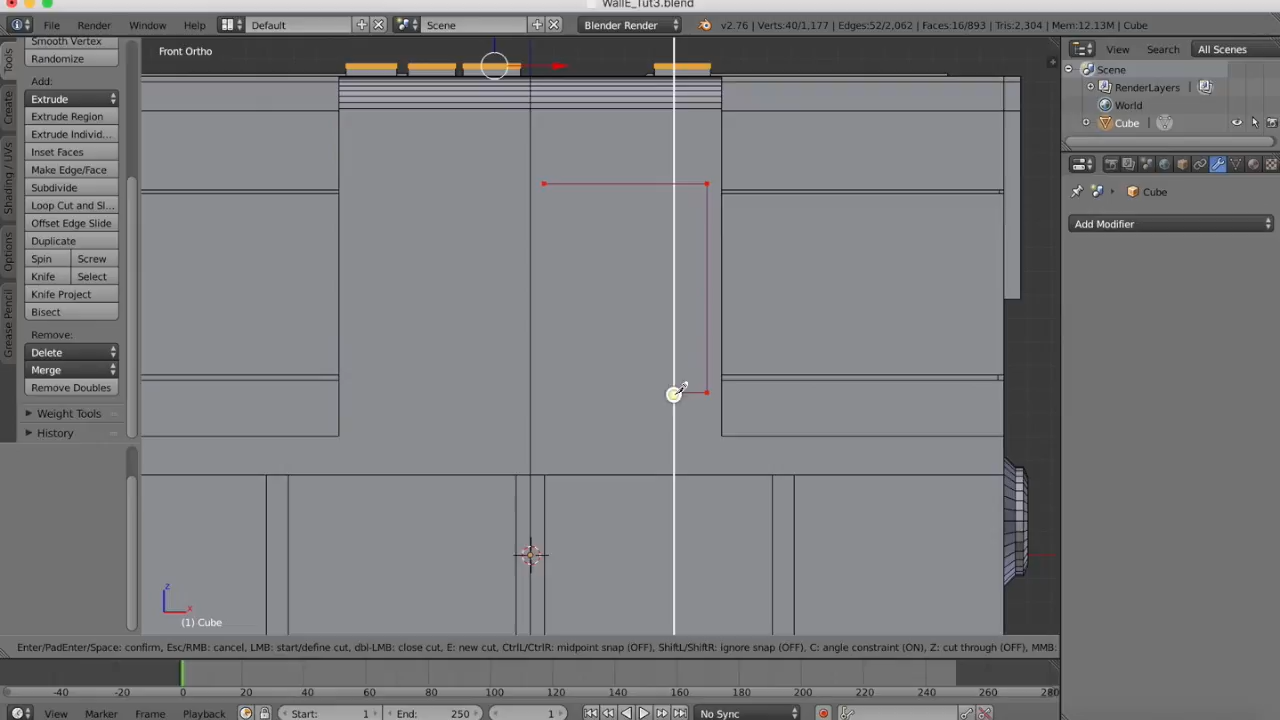 WallE_Tut3.blend
File Render Window Help Default Scene Blender Render v2.76 | Verts:40/1,177 | Edges:52/2,062 | Faces:16/893 | Tris:2,304 | Mem:12.13M | Cube
Tools
Create
Shading / UVs
Options
Grease Pencil
Smooth Vertex
Randomize
Add:
Extrude
Extrude Region
Extrude Individ...
Inset Faces
Make Edge/Face
Subdivide
Loop Cut and Sl...
Offset Edge Slide
Duplicate
Spin Screw
Knife Select
Knife Project
Bisect
Remove:
Delete
Merge
Remove Doubles
Weight Tools
History
Front Ortho
z
x
(1) Cube
View Search All Scenes
Scene
RenderLayers
World
Cube
Cube
Add Modifier
Enter/PadEnter/Space: confirm, Esc/RMB: cancel, LMB: start/define cut, dbl-LMB: close cut, E: new cut, CtrlL/CtrlR: midpoint snap (OFF), ShiftL/ShiftR: ignore snap (OFF), C: angle constraint (ON), Z: cut through (OFF), MMB:
-40 -20 0 20 40 60 80 100 120 140 160 180 200 220 240 260 280
View Marker Frame Playback Start: 1 End: 250 1 No Sync